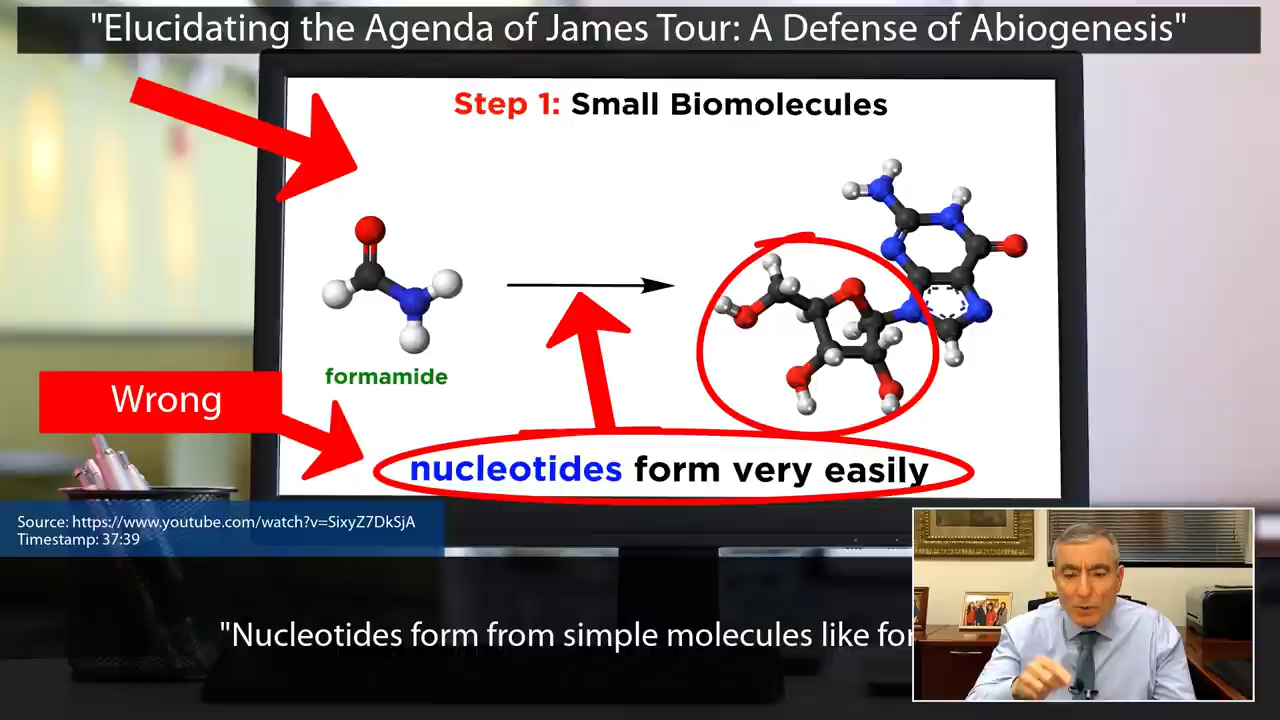 "Elucidating the Agenda of James Tour: A Defense of Abiogenesis"
Step 1: Small Biomolecules
formamide
Wrong
nucleotides form very easily
Source: https://www.youtube.com/watch?v=SixyZ7DkSjA
Timestamp: 37:39
"Nucleotides form from simple molecules like for